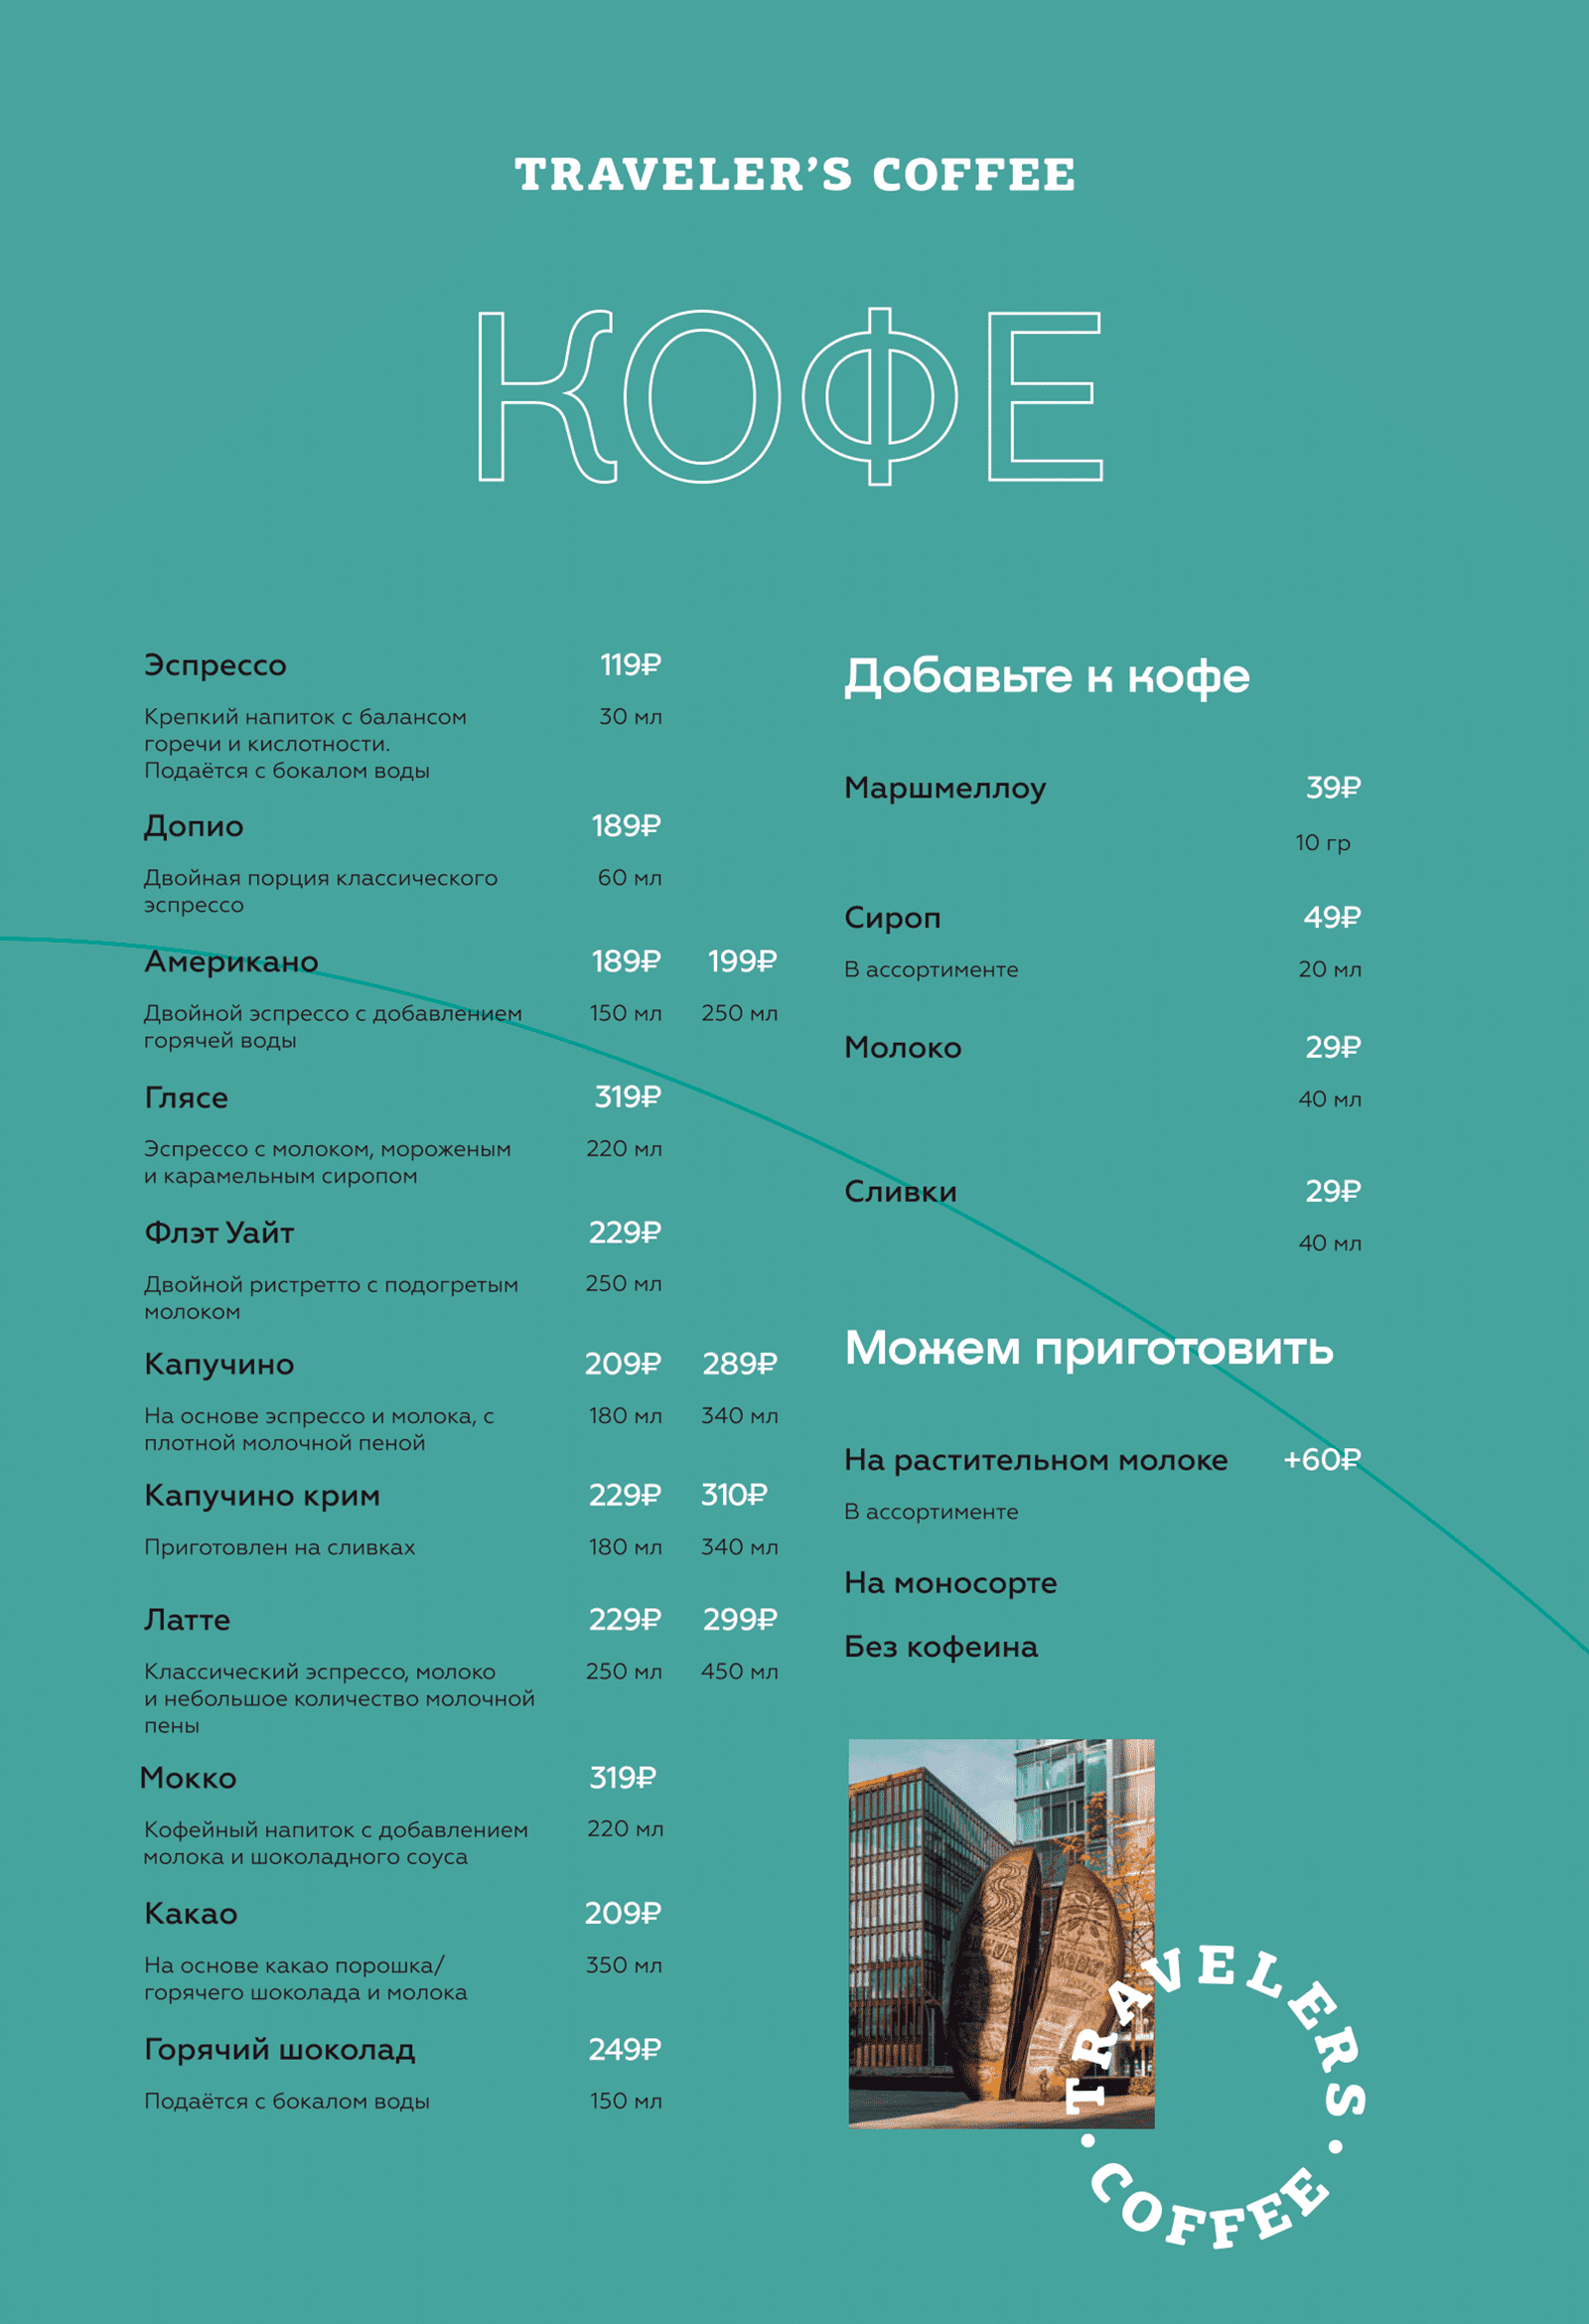 TRAVELER’S COFFEE
КОФЕ
Эспрессо 119₽
Крепкий напиток с балансом 30 мл
горечи и кислотности.
Подаётся с бокалом воды
Допио 189₽
Двойная порция классического 60 мл
эспрессо
Американо 189₽ 199₽
Двойной эспрессо с добавлением 150 мл 250 мл
горячей воды
Глясе 319₽
Эспрессо с молоком, мороженым 220 мл
и карамельным сиропом
Флэт Уайт 229₽
Двойной ристретто с подогретым 250 мл
молоком
Капучино 209₽ 289₽
На основе эспрессо и молока, с 180 мл 340 мл
плотной молочной пеной
Капучино крим 229₽ 310₽
Приготовлен на сливках 180 мл 340 мл
Латте 229₽ 299₽
Классический эспрессо, молоко 250 мл 450 мл
и небольшое количество молочной
пены
Мокко 319₽
Кофейный напиток с добавлением 220 мл
молока и шоколадного соуса
Какао 209₽
На основе какао порошка/ 350 мл
горячего шоколада и молока
Горячий шоколад 249₽
Подаётся с бокалом воды 150 мл
Добавьте к кофе
Маршмеллоу 39₽
10 гр
Сироп 49₽
В ассортименте 20 мл
Молоко 29₽
40 мл
Сливки 29₽
40 мл
Можем приготовить
На растительном молоке +60₽
В ассортименте
На моносорте
Без кофеина
TRAVELERS
• COFFEE •